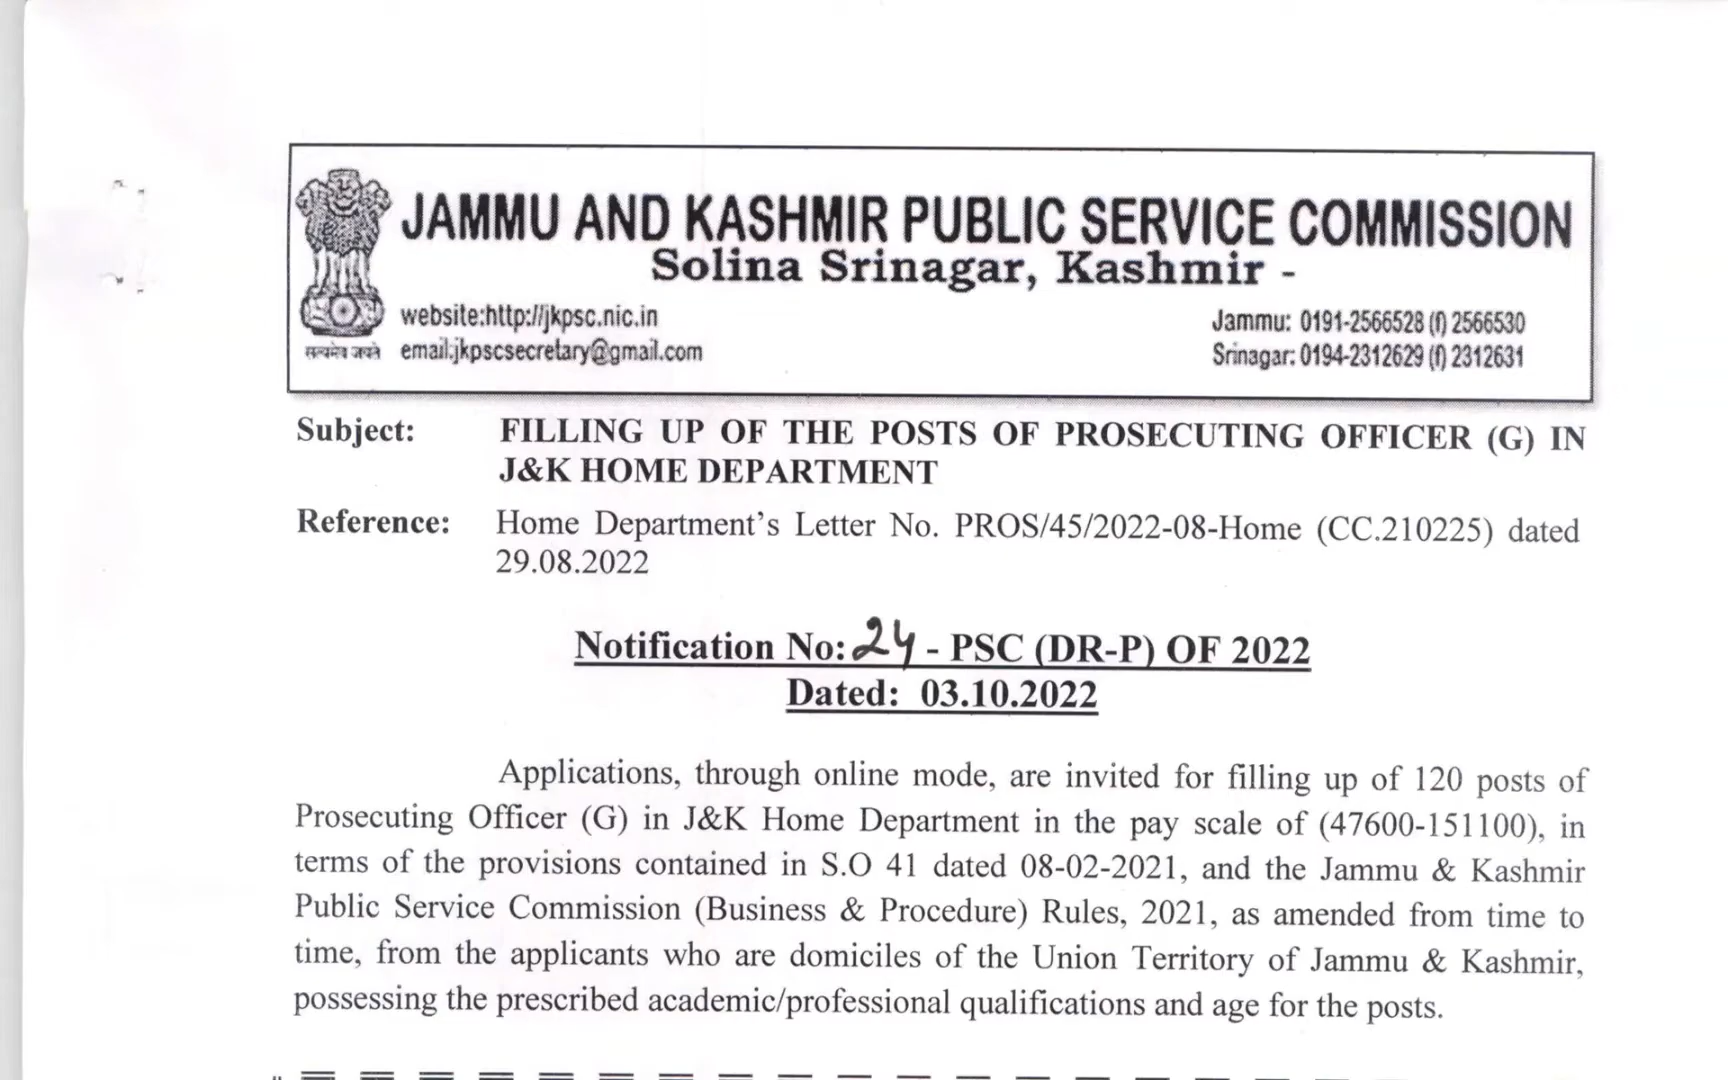 JAMMU AND KASHMIR PUBLIC SERVICE COMMISSION
Solina Srinagar, Kashmir -
website:http://jkpsc.nic.in
Jammu: 0191-2566528 (f) 2566530
सत्यमेव जयते
email:jkpscsecretary@gmail.com
Srinagar: 0194-2312629 (f) 2312631
Subject: FILLING UP OF THE POSTS OF PROSECUTING OFFICER (G) IN
J&K HOME DEPARTMENT
Reference: Home Department's Letter No. PROS/45/2022-08-Home (CC.210225) dated
29.08.2022
Notification No: 24 - PSC (DR-P) OF 2022
Dated: 03.10.2022
Applications, through online mode, are invited for filling up of 120 posts of
Prosecuting Officer (G) in J&K Home Department in the pay scale of (47600-151100), in
terms of the provisions contained in S.O 41 dated 08-02-2021, and the Jammu & Kashmir
Public Service Commission (Business & Procedure) Rules, 2021, as amended from time to
time, from the applicants who are domiciles of the Union Territory of Jammu & Kashmir,
possessing the prescribed academic/professional qualifications and age for the posts.